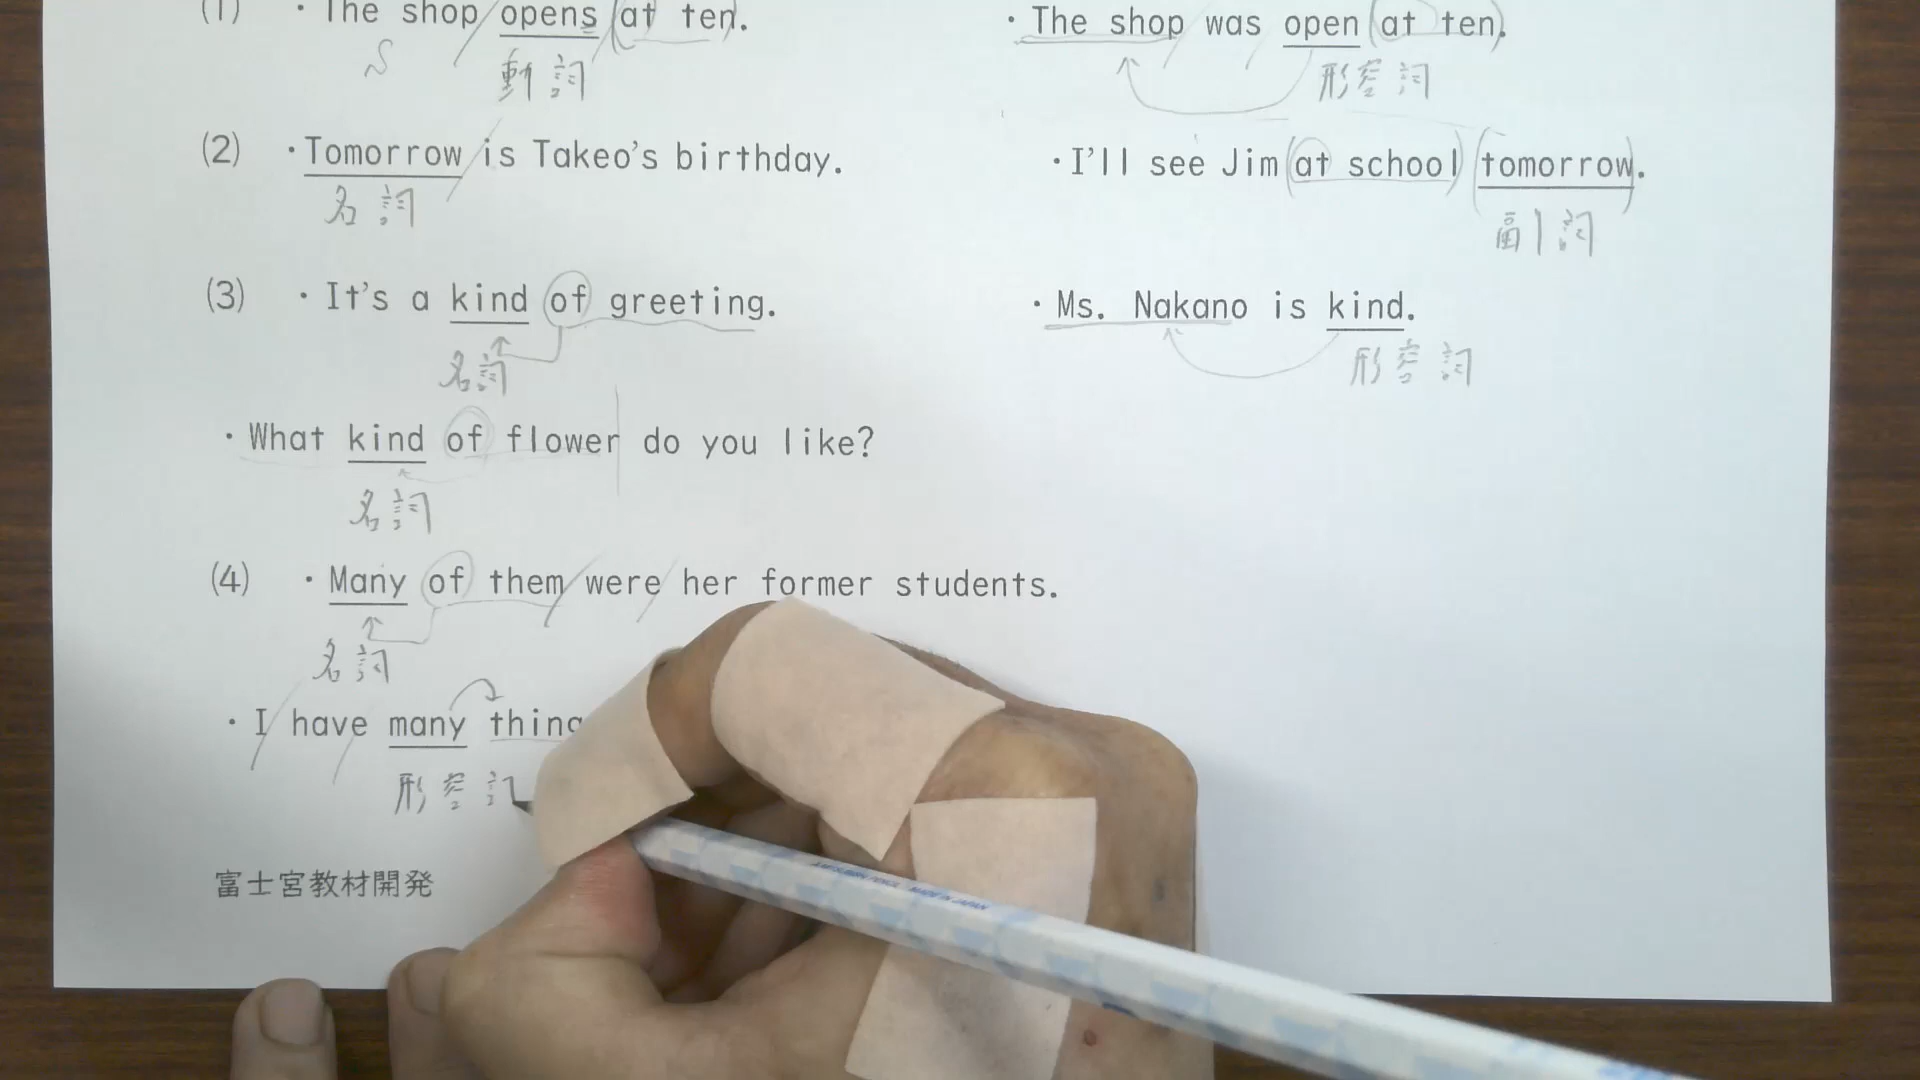 (1) ・The shop opens at ten. ・The shop was open at ten.
S 動詞 形容詞
(2) ・Tomorrow is Takeo's birthday. ・I'll see Jim at school tomorrow.
名詞 副詞
(3) ・It's a kind of greeting. ・Ms. Nakano is kind.
名詞 形容詞
・What kind of flower do you like?
名詞
(4) ・Many of them were her former students.
名詞
・I have many thing
形容
富士宮教材開発
MADE IN JAPAN